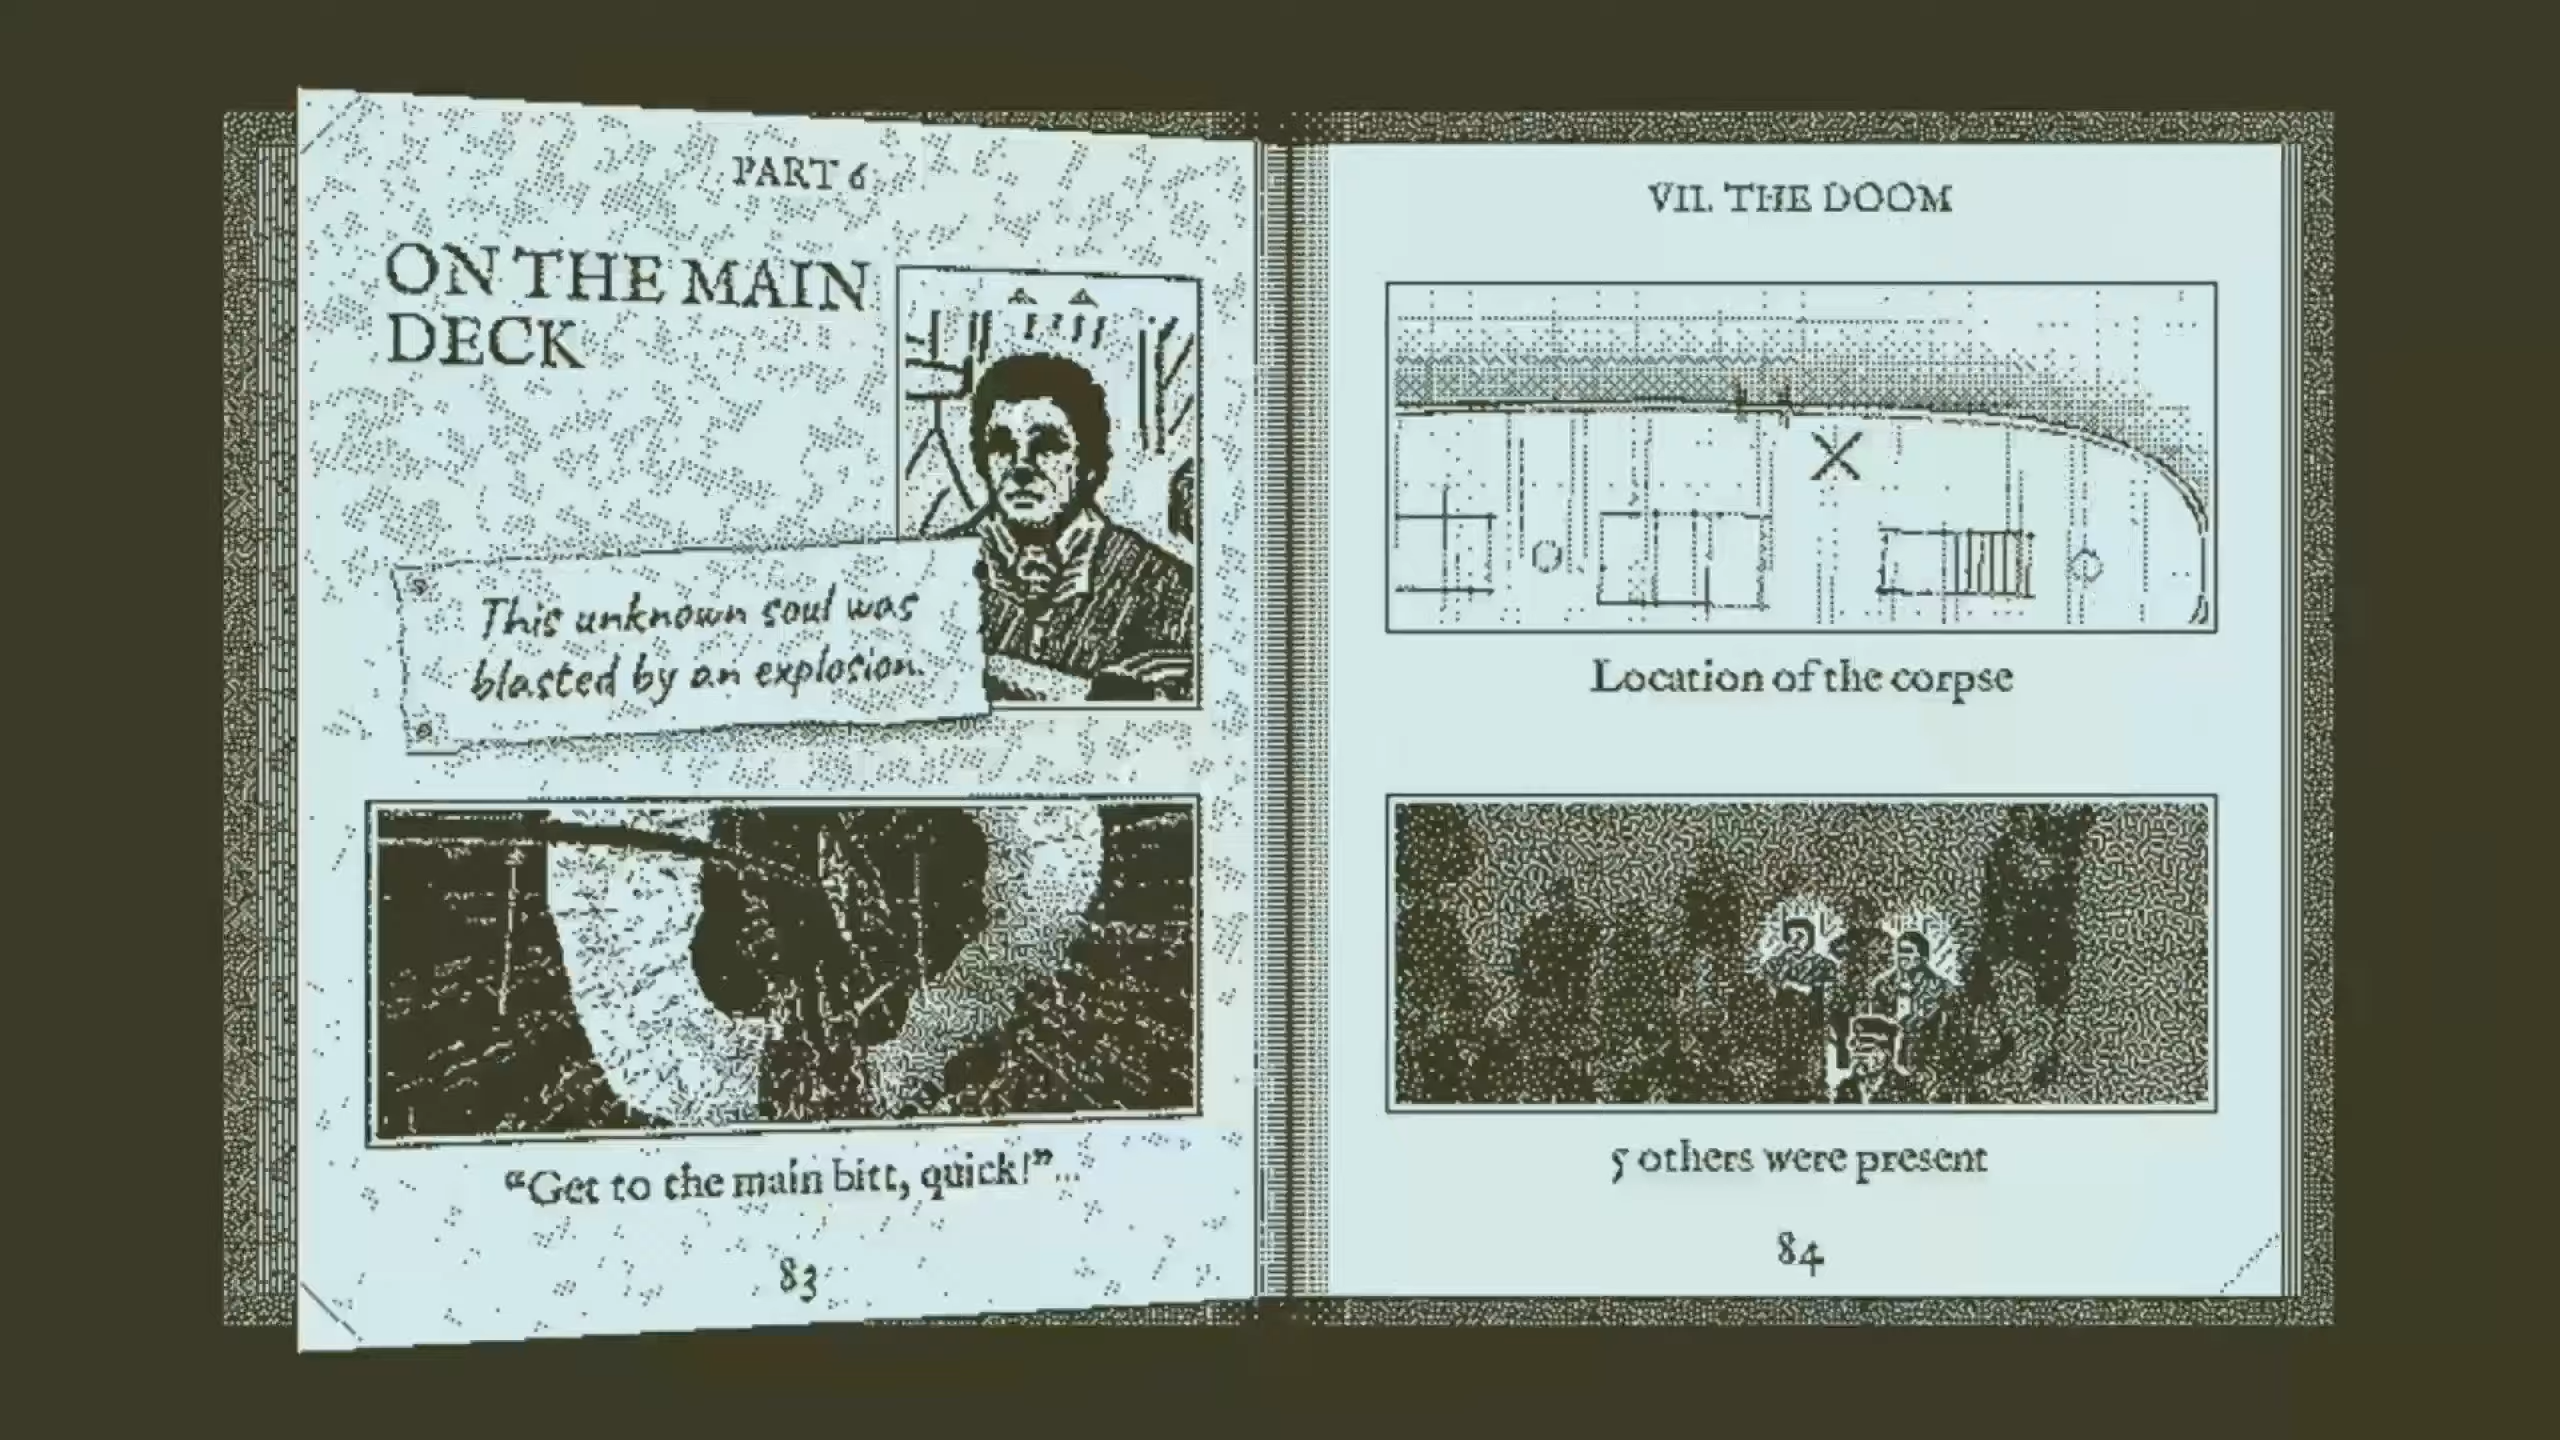 PART 6
ON THE MAIN
DECK
This unknown soul was
blasted by an explosion.
"Get to the main bitt, quick!"...
83
VII. THE DOOM
Location of the corpse
5 others were present
84